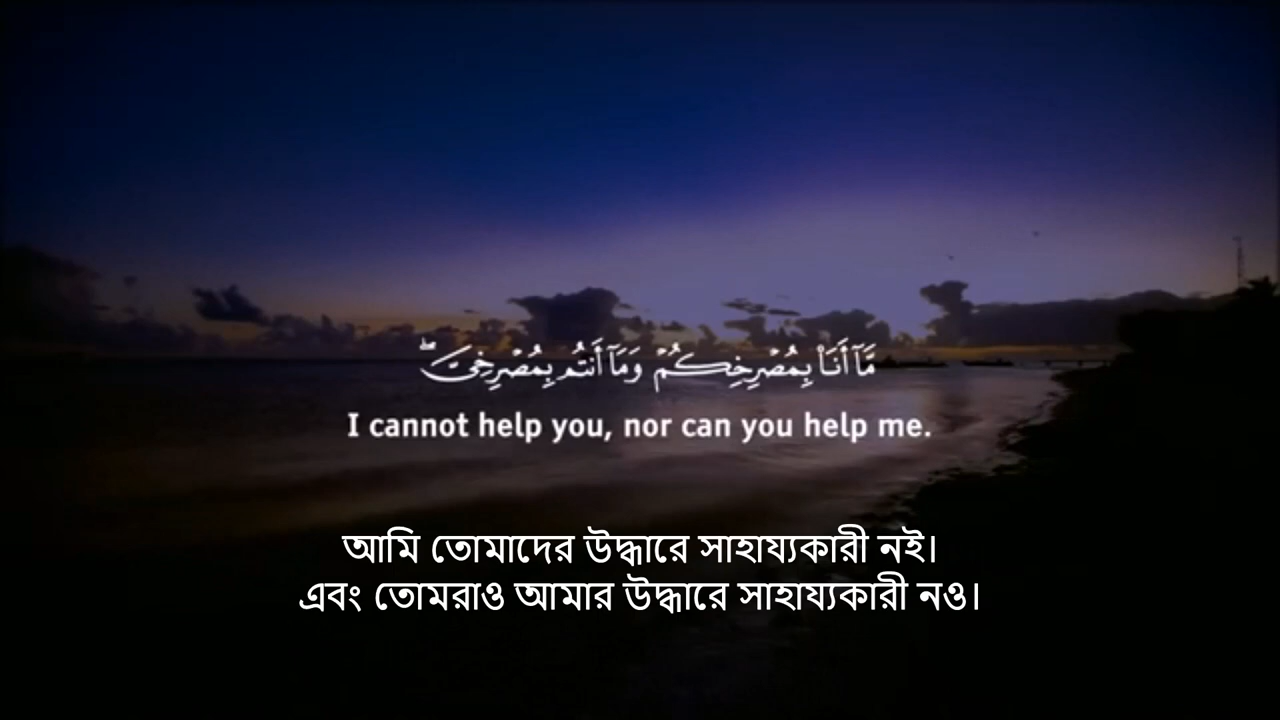 مَّآ أَنَا۠ بِمُصْرِخِكُمْ وَمَآ أَنتُم بِمُصْرِخِىَّ ۖ
I cannot help you, nor can you help me.
আমি তোমাদের উদ্ধারে সাহায্যকারী নই।
এবং তোমরাও আমার উদ্ধারে সাহায্যকারী নও।